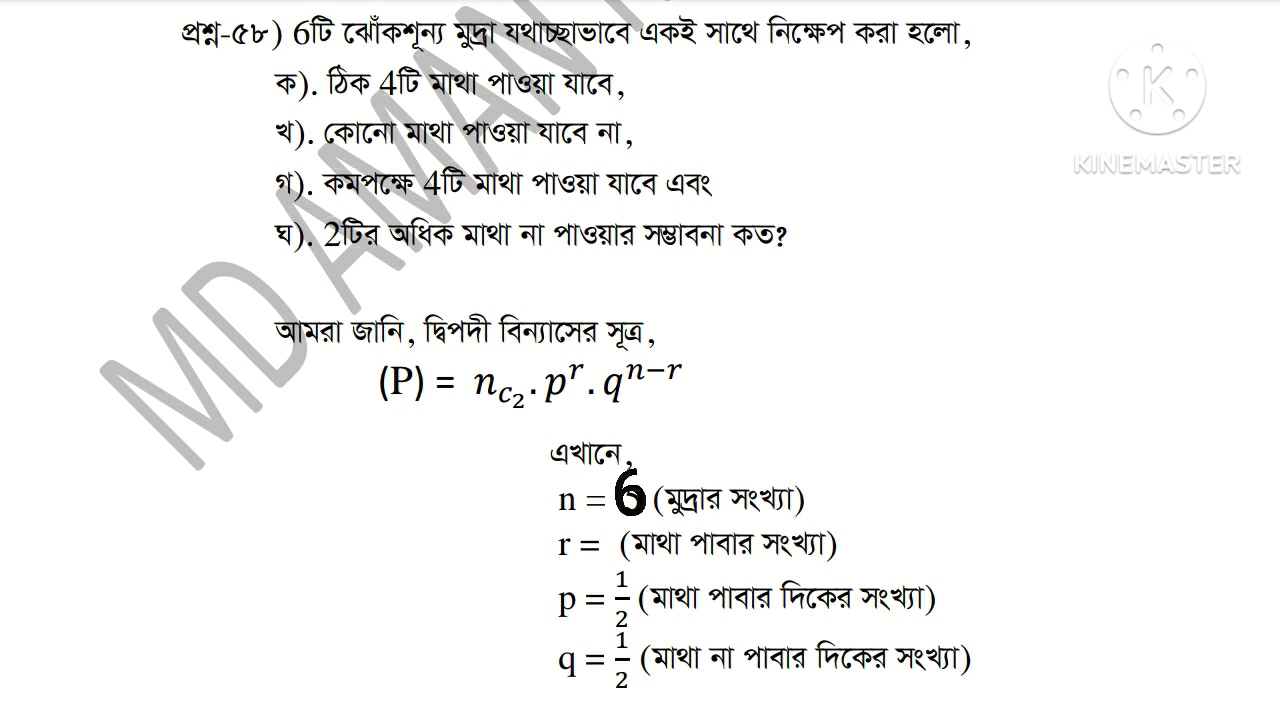 প্রশ্ন-৫৮) 6টি ঝোঁকশূন্য মুদ্রা যথাচ্ছাভাবে একই সাথে নিক্ষেপ করা হলো,
ক). ঠিক 4টি মাথা পাওয়া যাবে,
খ). কোনো মাথা পাওয়া যাবে না,
গ). কমপক্ষে 4টি মাথা পাওয়া যাবে এবং
ঘ). 2টির অধিক মাথা না পাওয়ার সম্ভাবনা কত?
KINEMASTER
MD AMAN
আমরা জানি, দ্বিপদী বিন্যাসের সূত্র,
(P) = n_{c_2} . p^r . q^{n−r}
এখানে,
n = 6 (মুদ্রার সংখ্যা)
r = (মাথা পাবার সংখ্যা)
p = 1/2 (মাথা পাবার দিকের সংখ্যা)
q = 1/2 (মাথা না পাবার দিকের সংখ্যা)